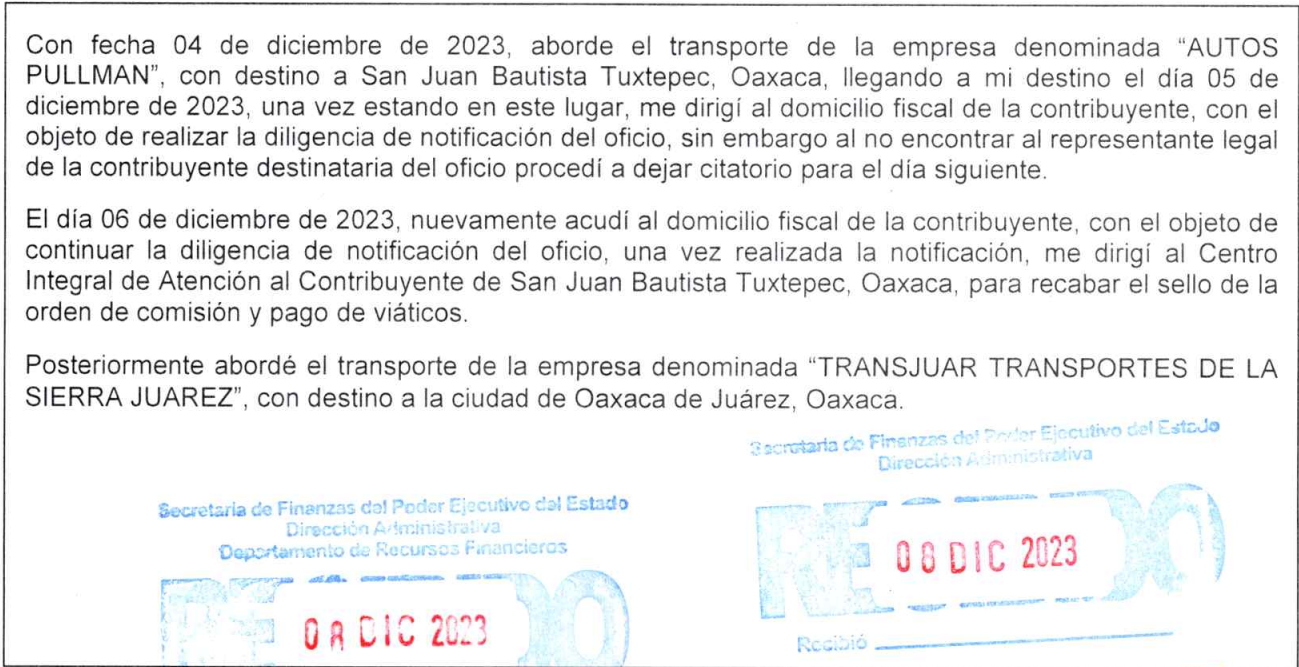 Con fecha 04 de diciembre de 2023, aborde el transporte de la empresa denominada “AUTOS
PULLMAN”, con destino a San Juan Bautista Tuxtepec, Oaxaca, llegando a mi destino el día 05 de
diciembre de 2023, una vez estando en este lugar, me dirigí al domicilio fiscal de la contribuyente, con el
objeto de realizar la diligencia de notificación del oficio, sin embargo al no encontrar al representante legal
de la contribuyente destinataria del oficio procedí a dejar citatorio para el día siguiente.
El día 06 de diciembre de 2023, nuevamente acudí al domicilio fiscal de la contribuyente, con el objeto de
continuar la diligencia de notificación del oficio, una vez realizada la notificación, me dirigí al Centro
Integral de Atención al Contribuyente de San Juan Bautista Tuxtepec, Oaxaca, para recabar el sello de la
orden de comisión y pago de viáticos.
Posteriormente abordé el transporte de la empresa denominada “TRANSJUAR TRANSPORTES DE LA
SIERRA JUAREZ”, con destino a la ciudad de Oaxaca de Juárez, Oaxaca.
Secretaria de Finanzas del Poder Ejecutivo del Estado
Dirección Administrativa
08 DIC 2023
Recibió
Secretaria de Finanzas del Poder Ejecutivo del Estado
Dirección Administrativa
Departamento de Recursos Financieros
DIC 2023